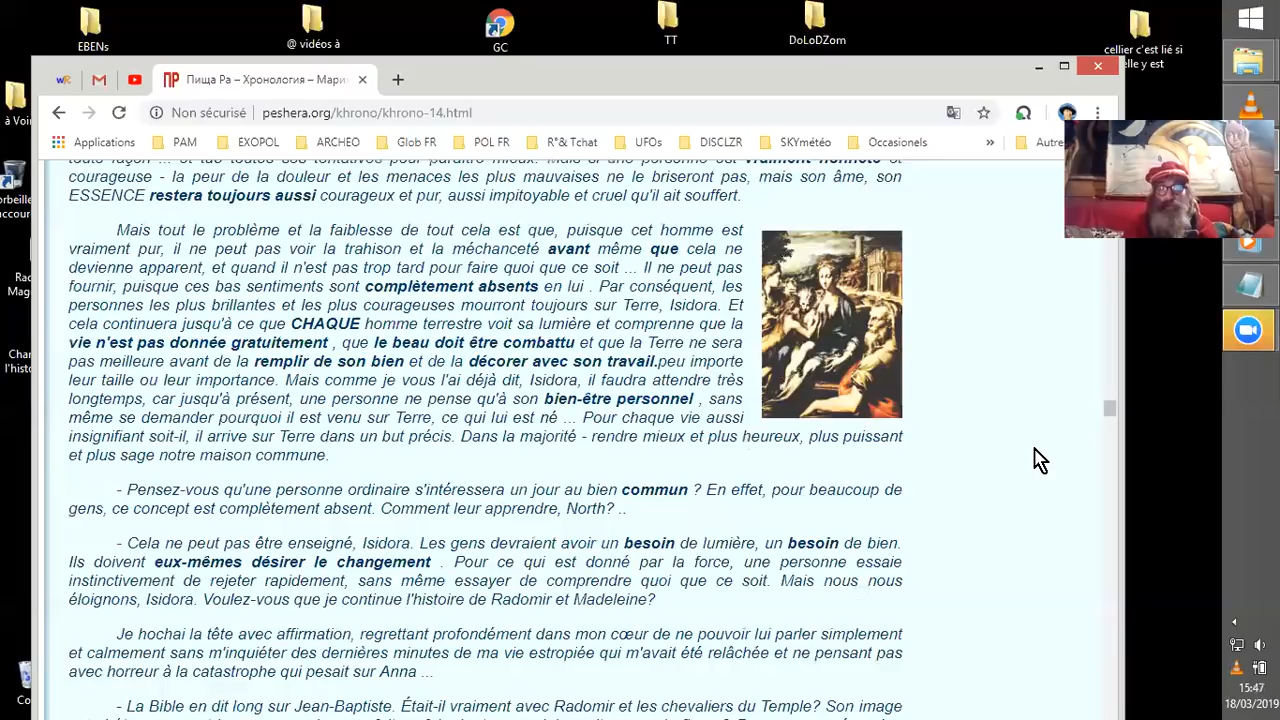 EBENs
@ vidéos à
GC
TT
DoLoDZom
cellier c'est lié si
elle y est
à Voir
Пища Ра – Хронология – Мари
Non sécurisé
peshera.org/khrono/khrono-14.html
Applications
PAM
EXOPOL
ARCHEO
Glob FR
POL FR
R°& Tchat
UFOs
DISCLZR
SKYmétéo
Occasionels
»
Autre
courageuse - la peur de la douleur et les menaces les plus mauvaises ne le briseront pas, mais son âme, son
ESSENCE restera toujours aussi courageux et pur, aussi impitoyable et cruel qu'il ait souffert.
Mais tout le problème et la faiblesse de tout cela est que, puisque cet homme est
vraiment pur, il ne peut pas voir la trahison et la méchanceté avant même que cela ne
devienne apparent, et quand il n'est pas trop tard pour faire quoi que ce soit ... Il ne peut pas
fournir, puisque ces bas sentiments sont complètement absents en lui . Par conséquent, les
personnes les plus brillantes et les plus courageuses mourront toujours sur Terre, Isidora. Et
cela continuera jusqu'à ce que CHAQUE homme terrestre voit sa lumière et comprenne que la
vie n'est pas donnée gratuitement , que le beau doit être combattu et que la Terre ne sera
pas meilleure avant de la remplir de son bien et de la décorer avec son travail.peu importe
leur taille ou leur importance. Mais comme je vous l'ai déjà dit, Isidora, il faudra attendre très
longtemps, car jusqu'à présent, une personne ne pense qu'à son bien-être personnel , sans
même se demander pourquoi il est venu sur Terre, ce qui lui est né ... Pour chaque vie aussi
insignifiant soit-il, il arrive sur Terre dans un but précis. Dans la majorité - rendre mieux et plus heureux, plus puissant
et plus sage notre maison commune.
- Pensez-vous qu'une personne ordinaire s'intéressera un jour au bien commun ? En effet, pour beaucoup de
gens, ce concept est complètement absent. Comment leur apprendre, North? ..
- Cela ne peut pas être enseigné, Isidora. Les gens devraient avoir un besoin de lumière, un besoin de bien.
Ils doivent eux-mêmes désirer le changement . Pour ce qui est donné par la force, une personne essaie
instinctivement de rejeter rapidement, sans même essayer de comprendre quoi que ce soit. Mais nous nous
éloignons, Isidora. Voulez-vous que je continue l'histoire de Radomir et Madeleine?
Je hochai la tête avec affirmation, regrettant profondément dans mon cœur de ne pouvoir lui parler simplement
et calmement sans m'inquiéter des dernières minutes de ma vie estropiée qui m'avait été relâchée et ne pensant pas
avec horreur à la catastrophe qui pesait sur Anna ...
- La Bible en dit long sur Jean-Baptiste. Était-il vraiment avec Radomir et les chevaliers du Temple? Son image
15:47
18/03/2019